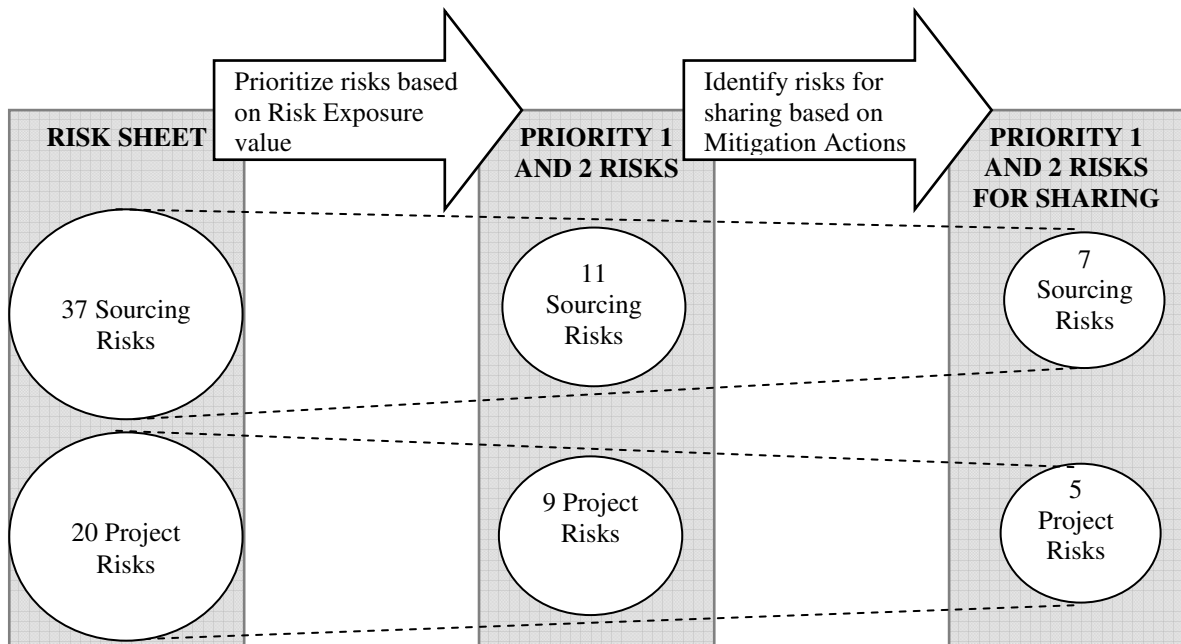 Prioritize risks based
on Risk Exposure
value
Identify risks for
sharing based on
Mitigation Actions
RISK SHEET
PRIORITY 1
AND 2 RISKS
PRIORITY 1
AND 2 RISKS
FOR SHARING
37 Sourcing
Risks
11
Sourcing
Risks
7
Sourcing
Risks
20 Project
Risks
9 Project
Risks
5
Project
Risks